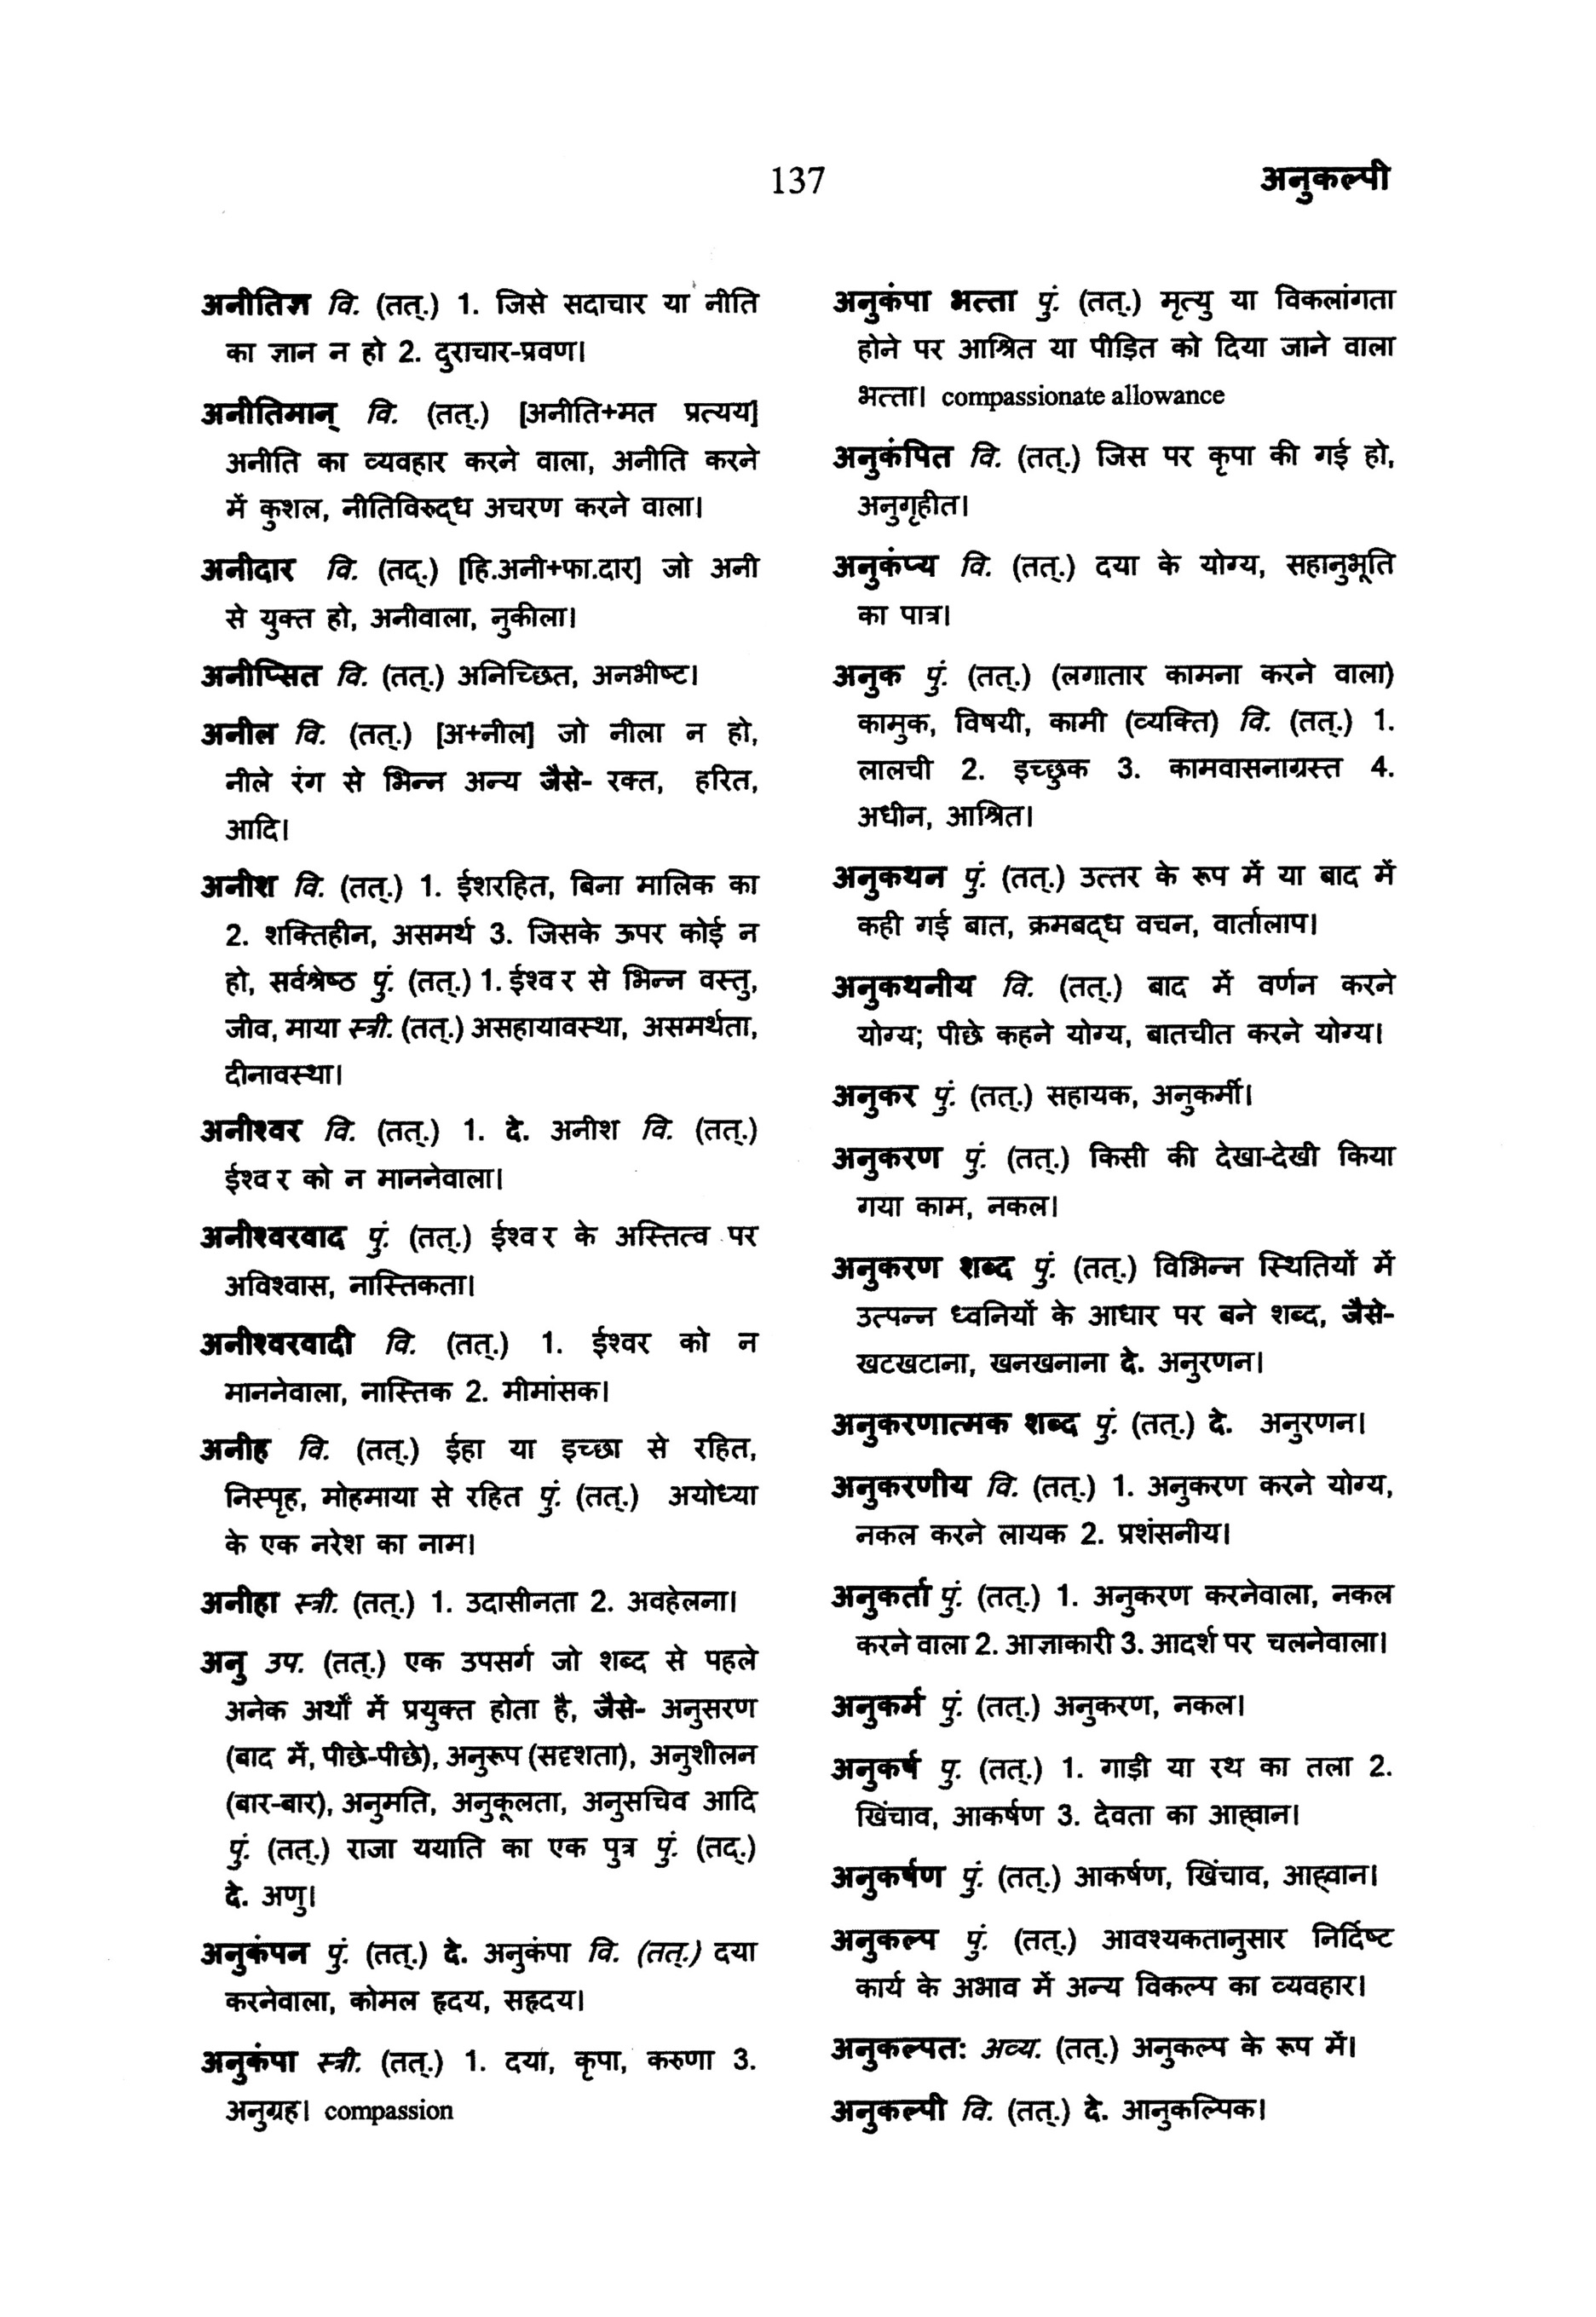 137
अनुकल्पी
अनीतिज्ञ वि. (तत्.) 1. जिसे सदाचार या नीति
का ज्ञान न हो 2. दुराचार-प्रवण।
अनीतिमान् वि. (तत्.) [अनीति+मत प्रत्यय]
अनीति का व्यवहार करने वाला, अनीति करने
में कुशल, नीतिविरुद्ध अचरण करने वाला।
अनीदार वि. (तद्.) [हि.अनी+फा.दार] जो अनी
से युक्त हो, अनीवाला, नुकीला।
अनीप्सित वि. (तत्.) अनिच्छित, अनभीष्ट।
अनील वि. (तत्.) [अ+नील] जो नीला न हो,
नीले रंग से भिन्न अन्य जैसे- रक्त, हरित,
आदि।
अनीश वि. (तत्.) 1. ईशरहित, बिना मालिक का
2. शक्तिहीन, असमर्थ 3. जिसके ऊपर कोई न
हो, सर्वश्रेष्ठ पुं. (तत्.) 1. ईश्वर से भिन्न वस्तु,
जीव, माया स्त्री. (तत्.) असहायावस्था, असमर्थता,
दीनावस्था।
अनीश्वर वि. (तत्.) 1. दे. अनीश वि. (तत्.)
ईश्वर को न माननेवाला।
अनीश्वरवाद पुं. (तत्.) ईश्वर के अस्तित्व पर
अविश्वास, नास्तिकता।
अनीश्वरवादी वि. (तत्.) 1. ईश्वर को न
माननेवाला, नास्तिक 2. मीमांसक।
अनीह वि. (तत्.) ईहा या इच्छा से रहित,
निस्पृह, मोहमाया से रहित पुं. (तत्.) अयोध्या
के एक नरेश का नाम।
अनीहा स्त्री. (तत्.) 1. उदासीनता 2. अवहेलना।
अनु उप. (तत्.) एक उपसर्ग जो शब्द से पहले
अनेक अर्थों में प्रयुक्त होता है, जैसे- अनुसरण
(बाद में, पीछे-पीछे), अनुरूप (सदृशता), अनुशीलन
(बार-बार), अनुमति, अनुकूलता, अनुसचिव आदि
पुं. (तत्.) राजा ययाति का एक पुत्र पुं. (तद्.)
दे. अणु।
अनुकंपन पुं. (तत्.) दे. अनुकंपा वि. (तत्.) दया
करनेवाला, कोमल हृदय, सहृदय।
अनुकंपा स्त्री. (तत्.) 1. दया, कृपा, करुणा 3.
अनुग्रह। compassion
अनुकंपा भत्ता पुं. (तत्.) मृत्यु या विकलांगता
होने पर आश्रित या पीड़ित को दिया जाने वाला
भत्ता। compassionate allowance
अनुकंपित वि. (तत्.) जिस पर कृपा की गई हो,
अनुगृहीत।
अनुकंप्य वि. (तत्.) दया के योग्य, सहानुभूति
का पात्र।
अनुक पुं. (तत्.) (लगातार कामना करने वाला)
कामुक, विषयी, कामी (व्यक्ति) वि. (तत्.) 1.
लालची 2. इच्छुक 3. कामवासनाग्रस्त 4.
अधीन, आश्रित।
अनुकथन पुं. (तत्.) उत्तर के रूप में या बाद में
कही गई बात, क्रमबद्ध वचन, वार्तालाप।
अनुकथनीय वि. (तत्.) बाद में वर्णन करने
योग्य; पीछे कहने योग्य, बातचीत करने योग्य।
अनुकर पुं. (तत्.) सहायक, अनुकर्मी।
अनुकरण पुं. (तत्.) किसी की देखा-देखी किया
गया काम, नकल।
अनुकरण शब्द पुं. (तत्.) विभिन्न स्थितियों में
उत्पन्न ध्वनियों के आधार पर बने शब्द, जैसे-
खटखटाना, खनखनाना दे. अनुरणन।
अनुकरणात्मक शब्द पुं. (तत्.) दे. अनुरणन।
अनुकरणीय वि. (तत्.) 1. अनुकरण करने योग्य,
नकल करने लायक 2. प्रशंसनीय।
अनुकर्ता पुं. (तत्.) 1. अनुकरण करनेवाला, नकल
करने वाला 2. आज्ञाकारी 3. आदर्श पर चलनेवाला।
अनुकर्म पुं. (तत्.) अनुकरण, नकल।
अनुकर्ष पु. (तत्.) 1. गाड़ी या रथ का तला 2.
खिंचाव, आकर्षण 3. देवता का आह्वान।
अनुकर्षण पुं. (तत्.) आकर्षण, खिंचाव, आह्वान।
अनुकल्प पुं. (तत्.) आवश्यकतानुसार निर्दिष्ट
कार्य के अभाव में अन्य विकल्प का व्यवहार।
अनुकल्पत: अव्य. (तत्.) अनुकल्प के रूप में।
अनुकल्पी वि. (तत्.) दे. आनुकल्पिक।